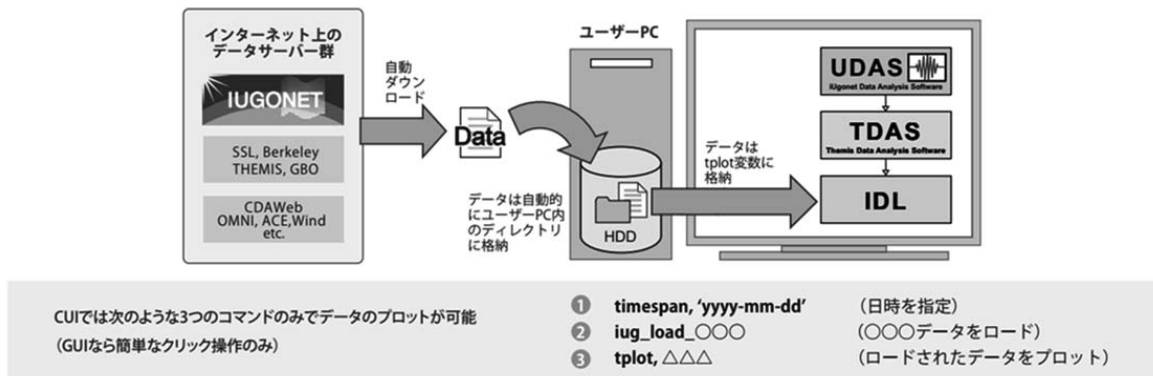 インターネット上の
データサーバー群
IUGONET
SSL, Berkeley
THEMIS, GBO
CDAWeb
OMNI, ACE,Wind
etc.
自動
ダウン
ロード
Data
データは自動的
にユーザーPC内
のディレクトリ
に格納
ユーザーPC
HDD
データは
tplot変数に
格納
UDAS
iUgonet Data Analysis Software
TDAS
Themis Data Analysis Software
IDL
CUIでは次のような3つのコマンドのみでデータのプロットが可能
(GUIなら簡単なクリック操作のみ)
1 timespan, ‘yyyy-mm-dd’ (日時を指定)
2 iug_load_○○○ (○○○データをロード)
3 tplot, △△△ (ロードされたデータをプロット)